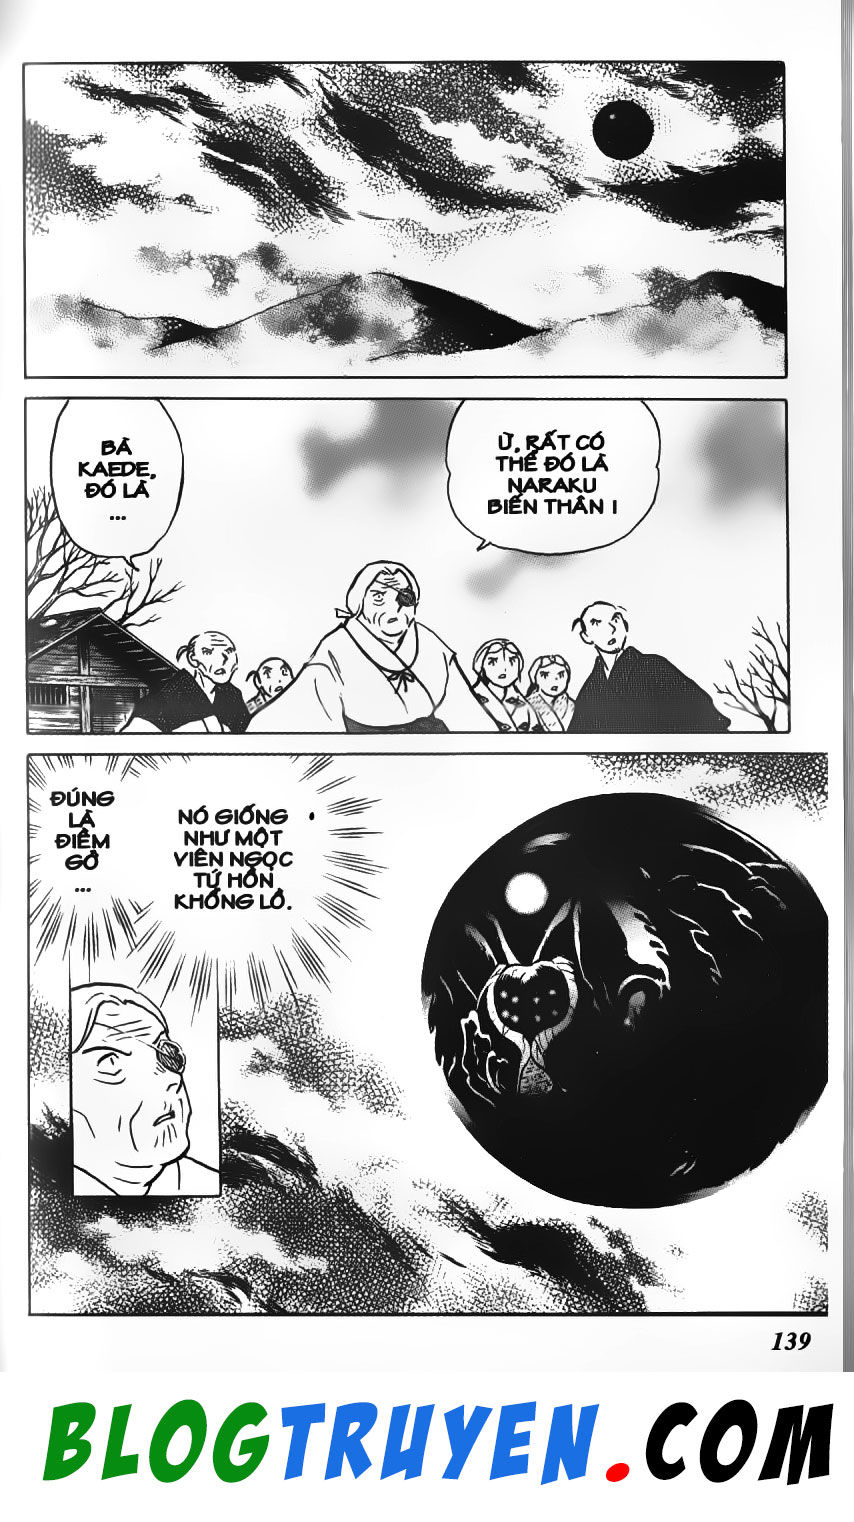 BÀ
KAEDE,
ĐÓ LÀ
...
Ừ, RẤT CÓ
THỂ ĐÓ LÀ
NARAKU
BIẾN THÂN !
ĐÚNG
LÀ
ĐIỀM
GỞ
...
NÓ GIỐNG
NHƯ MỘT
VIÊN NGỌC
TỨ HỒN
KHỔNG LỒ.
139
BLOGTRUYEN.COM